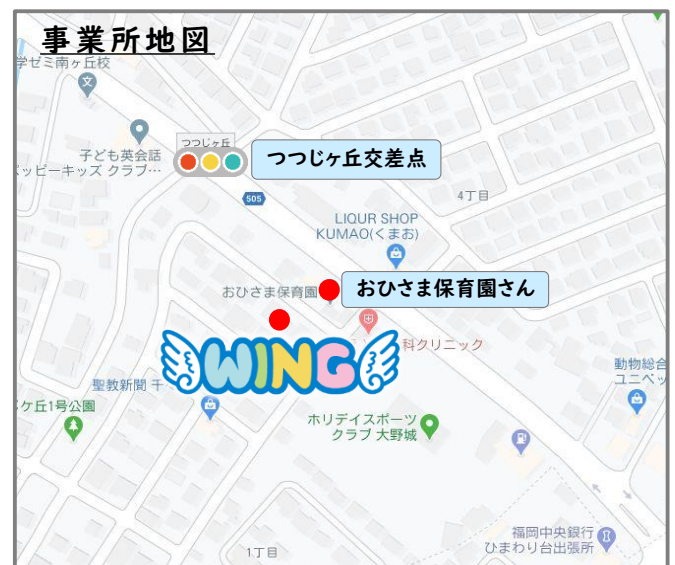 事業所地図
学ゼミ南ヶ丘校
つつじヶ丘
子ども英会話
ッピーキッズ クラブ…
つつじヶ丘交差点
505
4丁目
LIQUR SHOP
KUMAO(くまお)
おひさま保育園
おひさま保育園さん
科クリニック
WING
動物総合
ユニペッ
聖教新聞 千
ケ丘1号公園
ホリデイスポーツ
クラブ 大野城
福岡中央銀行
ひまわり台出張所
1丁目